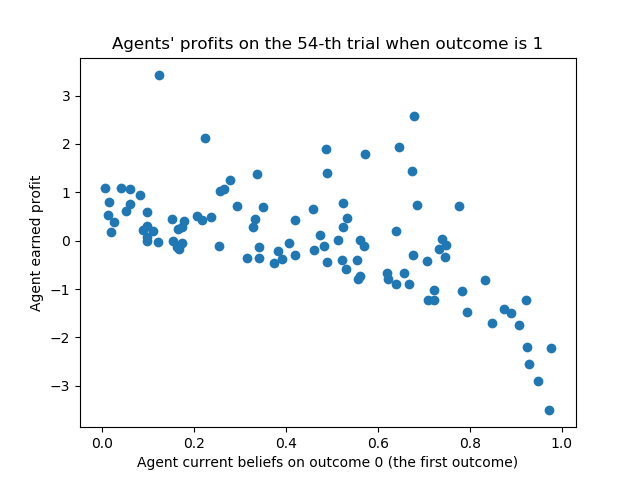 Agents' profits on the 54-th trial when outcome is 1
Agent earned profit
3
2
1
0
−1
−2
−3
0.0 0.2 0.4 0.6 0.8 1.0
Agent current beliefs on outcome 0 (the first outcome)